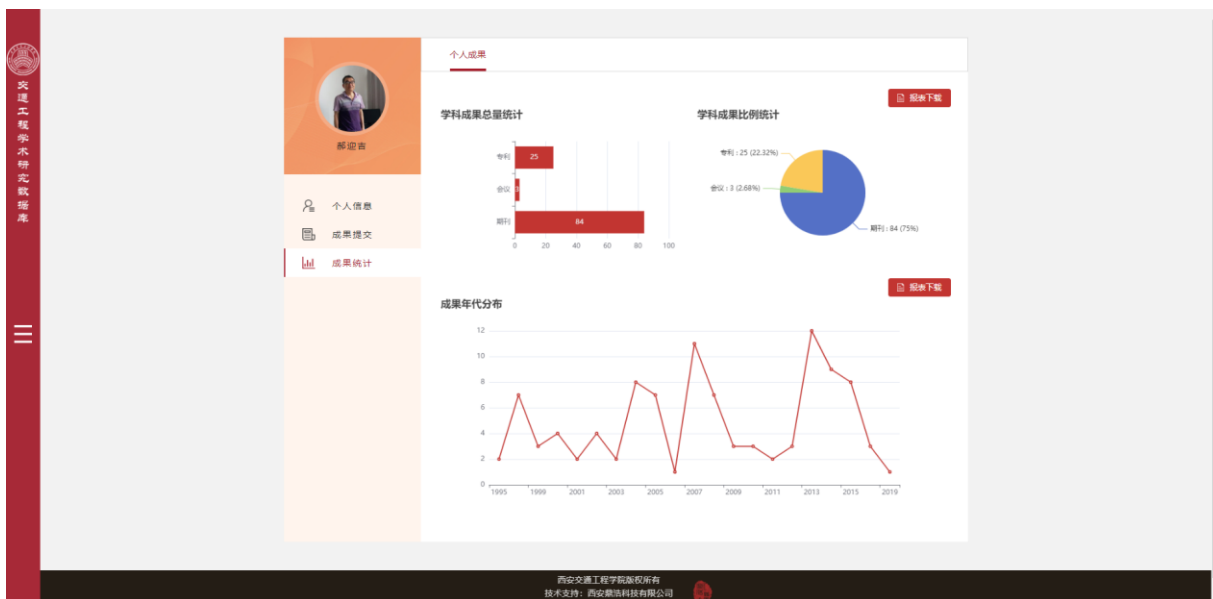 交通工程学术研究数据库
郝迎吉
个人信息
成果提交
成果统计
个人成果
报表下载
学科成果总量统计
专利
25
会议
3
期刊
84
0 20 40 60 80 100
学科成果比例统计
专利 : 25 (22.32%)
会议 : 3 (2.68%)
期刊 : 84 (75%)
报表下载
成果年代分布
12
10
8
6
4
2
0
1995 1999 2001 2003 2005 2007 2009 2011 2013 2015 2019
西安交通工程学院版权所有
技术支持：西安鼎浩科技有限公司